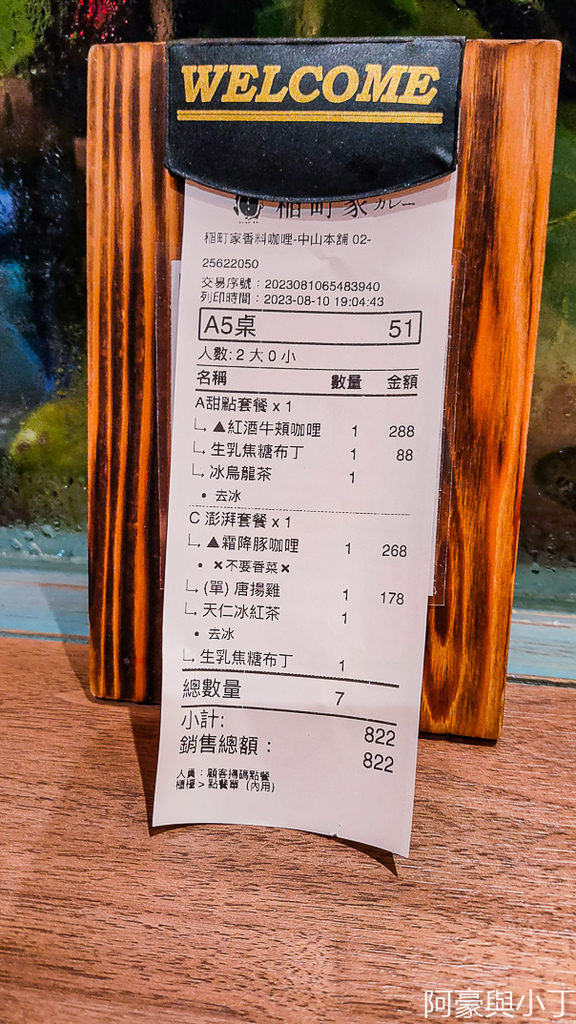 WELCOME
稲町家カレー
稲町家香料咖哩-中山本舖 02-
25622050
交易序號：2023081065483940
列印時間：2023-08-10 19:04:43
A5桌 51
人數: 2 大 0 小
名稱 數量 金額
A甜點套餐 x 1
▲紅酒牛頰咖哩 1 288
生乳焦糖布丁 1 88
冰烏龍茶 1
• 去冰
C 澎湃套餐 x 1
▲霜降豚咖哩 1 268
• ✖不要香菜✖
(單) 唐揚雞 1 178
天仁冰紅茶 1
• 去冰
生乳焦糖布丁 1
總數量 7
小計: 822
銷售總額： 822
人員：顧客掃碼點餐
櫃檯 > 點餐單（內用）
阿豪與小丁